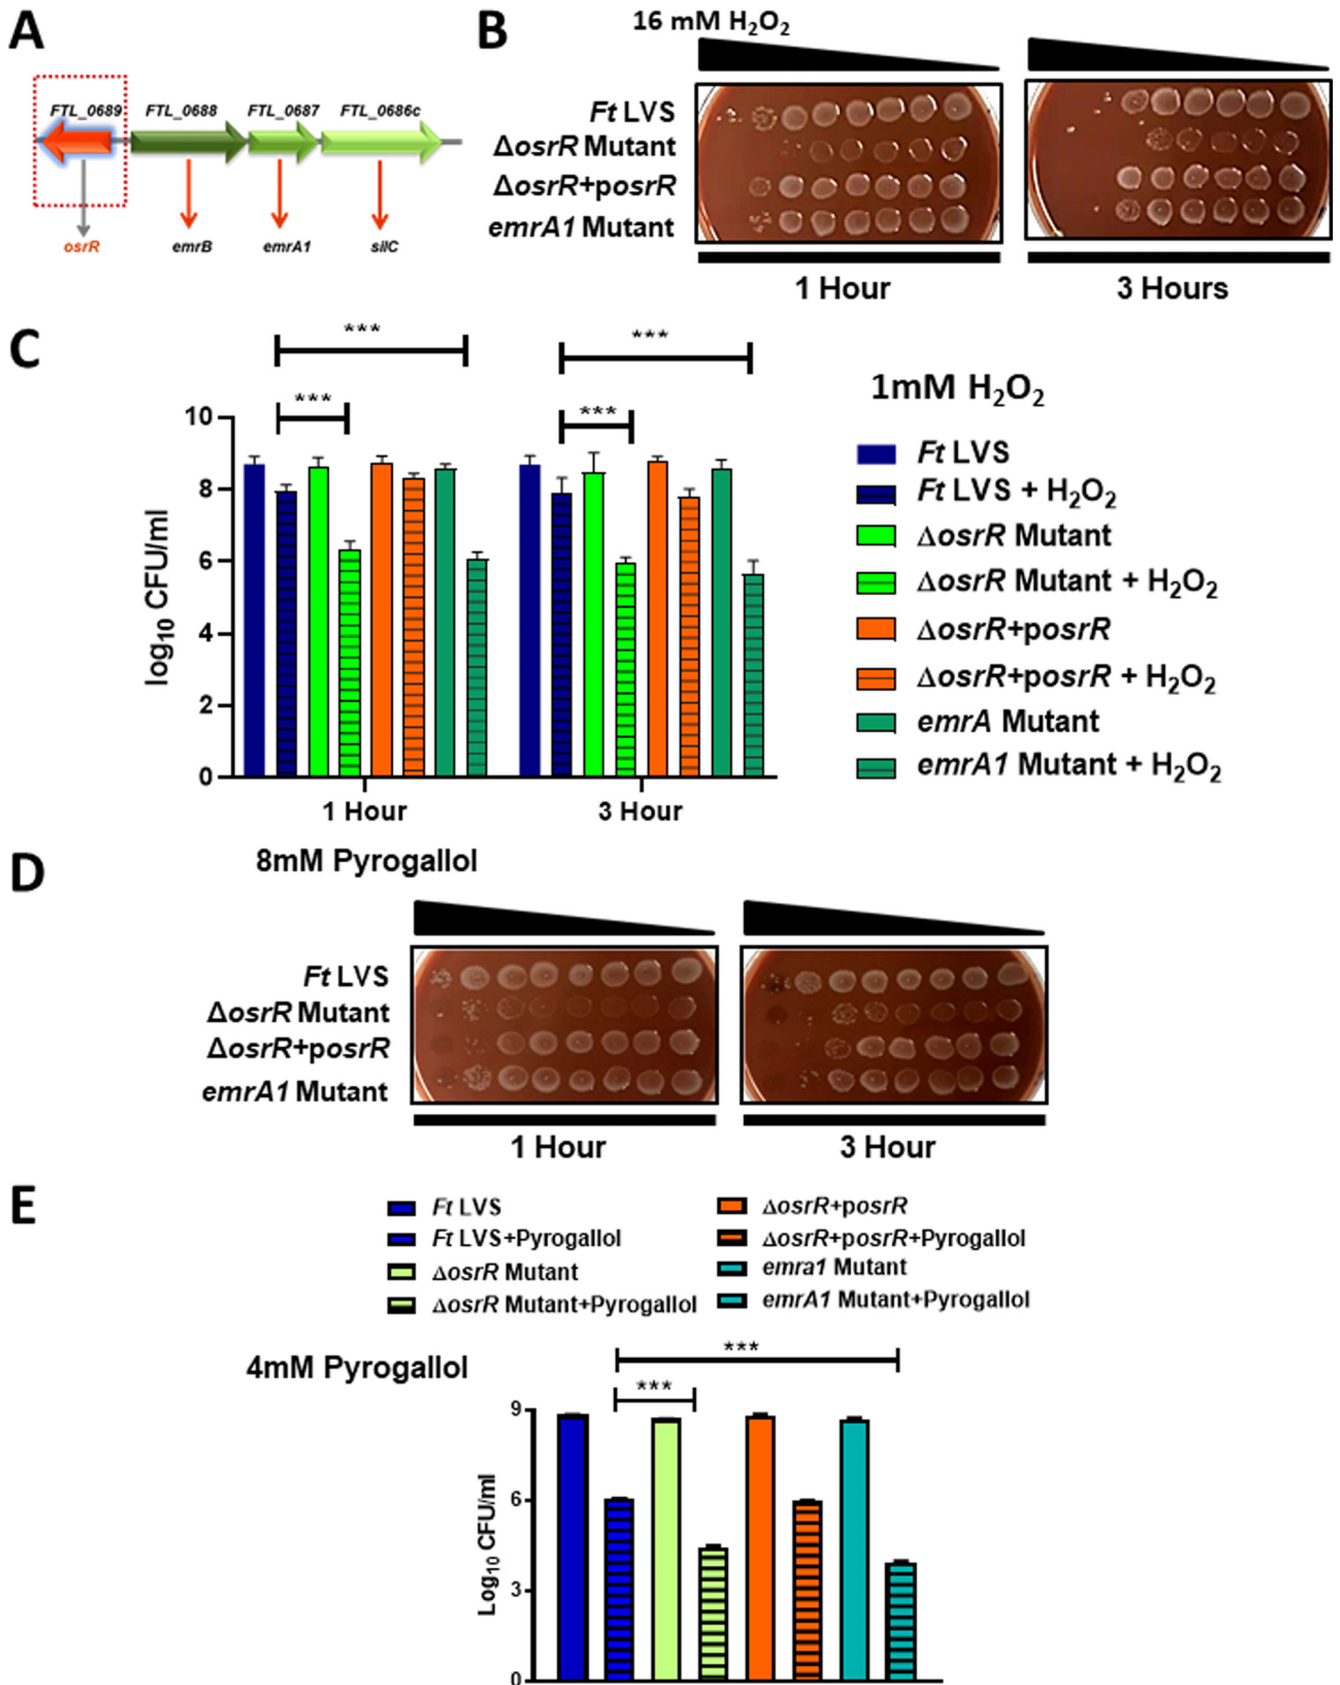 A
FTL_0689 FTL_0688 FTL_0687 FTL_0686c
osrR emrB emrA1 silC
B
16 mM H₂O₂
Ft LVS
ΔosrR Mutant
ΔosrR+posrR
emrA1 Mutant
1 Hour 3 Hours
C
*** ***
*** ***
10
8
6
4
2
0
log₁₀ CFU/ml
1 Hour 3 Hour
1mM H₂O₂
Ft LVS
Ft LVS + H₂O₂
ΔosrR Mutant
ΔosrR Mutant + H₂O₂
ΔosrR+posrR
ΔosrR+posrR + H₂O₂
emrA Mutant
emrA1 Mutant + H₂O₂
D
8mM Pyrogallol
Ft LVS
ΔosrR Mutant
ΔosrR+posrR
emrA1 Mutant
1 Hour 3 Hour
E
Ft LVS
Ft LVS+Pyrogallol
ΔosrR Mutant
ΔosrR Mutant+Pyrogallol
ΔosrR+posrR
ΔosrR+posrR+Pyrogallol
emra1 Mutant
emrA1 Mutant+Pyrogallol
4mM Pyrogallol
***
***
9
6
3
0
Log₁₀ CFU/ml